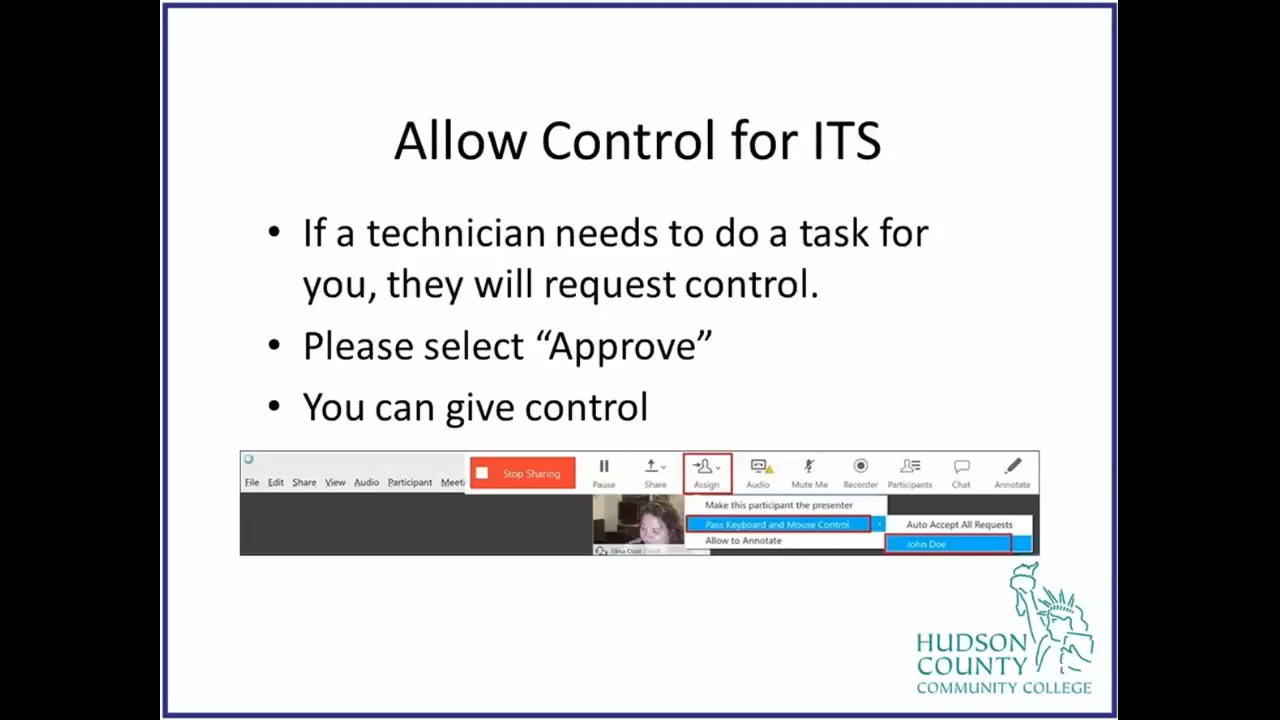 Allow Control for ITS
• If a technician needs to do a task for
you, they will request control.
• Please select “Approve”
• You can give control
File Edit Share View Audio Participant Meeti
Stop Sharing
Pause Share Assign Audio Mute Me Recorder Participants Chat Annotate
Make this participant the presenter
Pass Keyboard and Mouse Control
Auto Accept All Requests
Allow to Annotate
John Doe
HUDSON
COUNTY
COMMUNITY COLLEGE